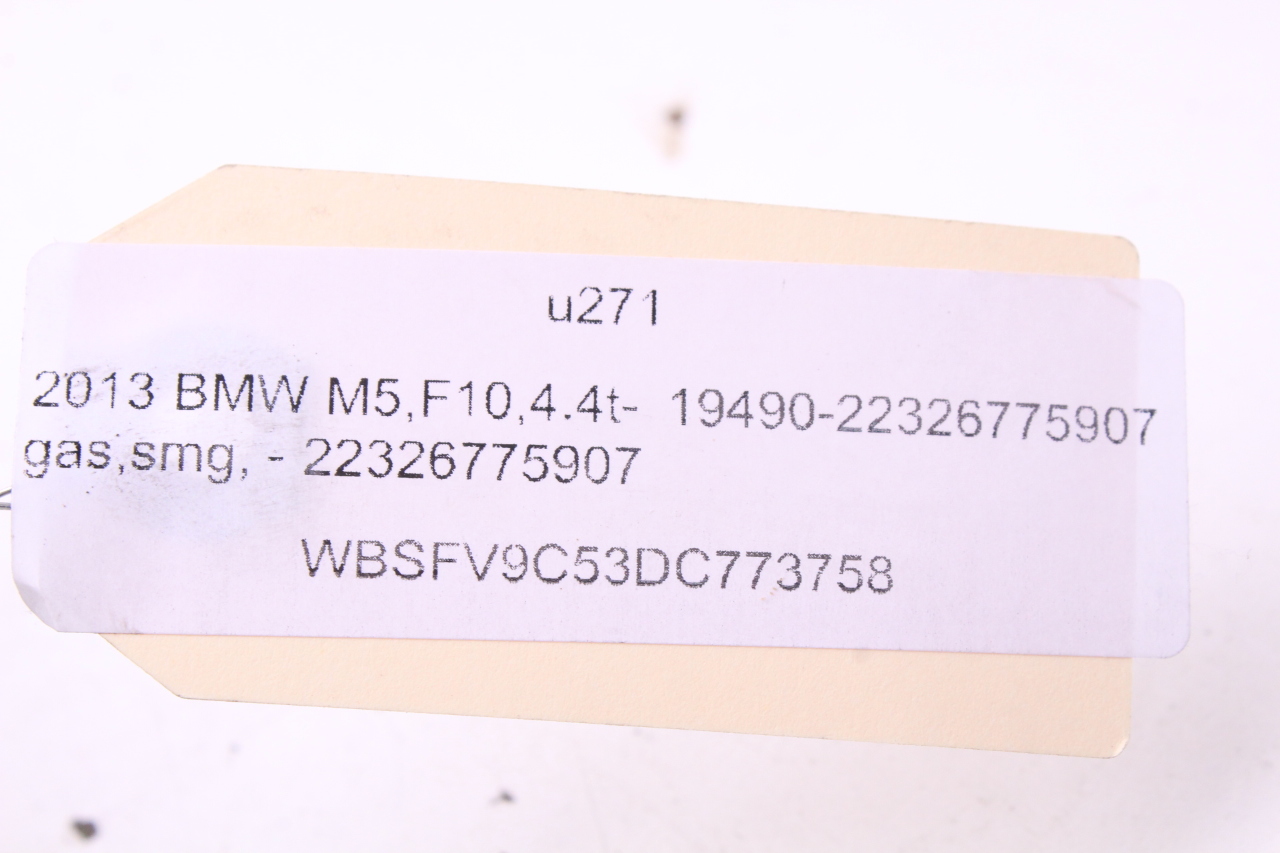 u271
2013 BMW M5,F10,4.4t- 19490-22326775907
gas,smg, - 22326775907
WBSFV9C53DC773758